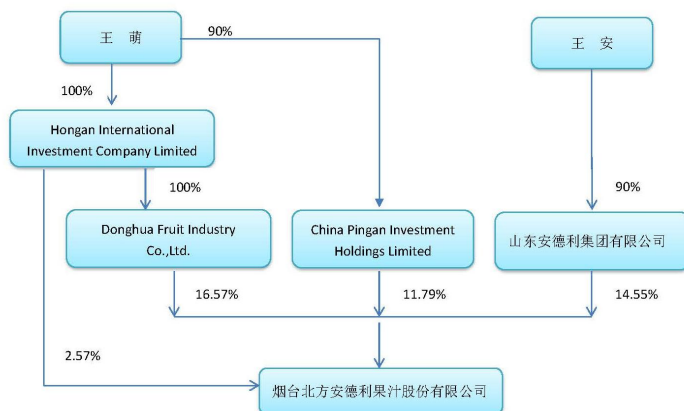 王 萌
90%
王 安
100%
Hongan International
Investment Company Limited
100%
90%
Donghua Fruit Industry
Co.,Ltd.
China Pingan Investment
Holdings Limited
山东安德利集团有限公司
16.57%
11.79%
14.55%
2.57%
烟台北方安德利果汁股份有限公司